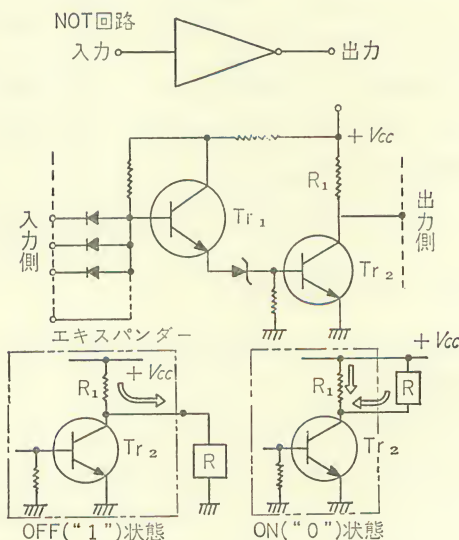 NOT回路
入力
出力
+Vcc
R1
Tr1
Tr2
入力側
出力側
エキスパンダー
+Vcc
R1
Tr2
R
OFF("1")状態
+Vcc
R1
R
Tr2
ON("0")状態